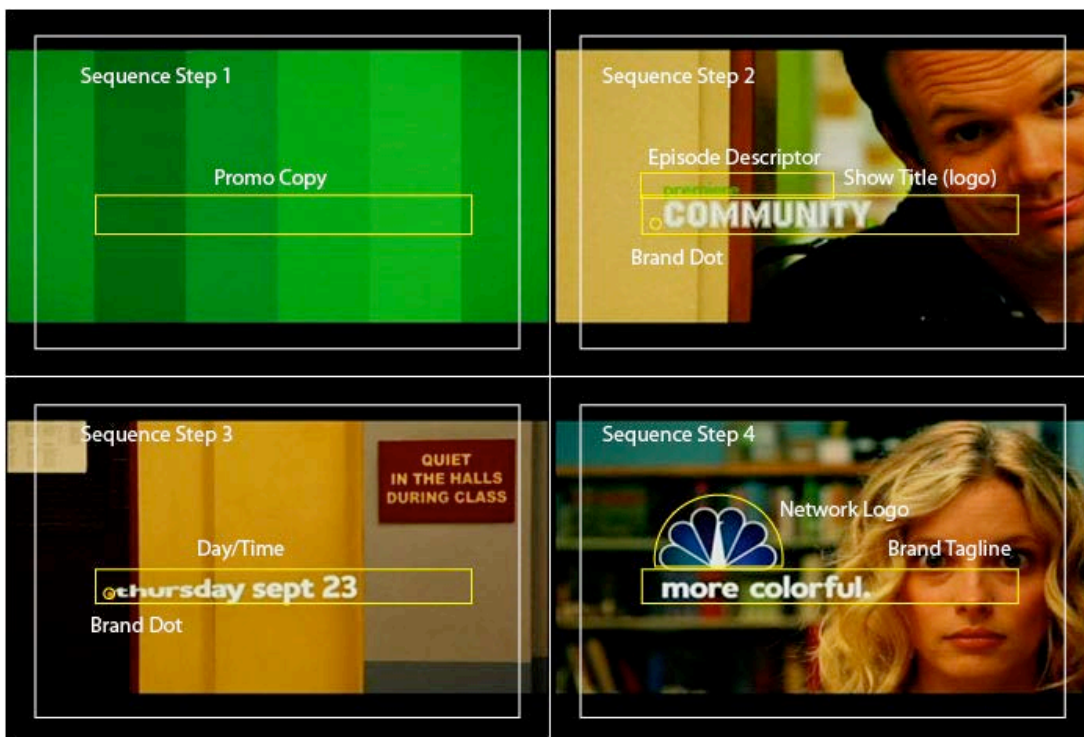 Sequence Step 1
Promo Copy
Sequence Step 2
Episode Descriptor
premiere
Show Title (logo)
COMMUNITY
Brand Dot
Sequence Step 3
QUIET
IN THE HALLS
DURING CLASS
Day/Time
thursday sept 23
Brand Dot
Sequence Step 4
Network Logo
Brand Tagline
more colorful.